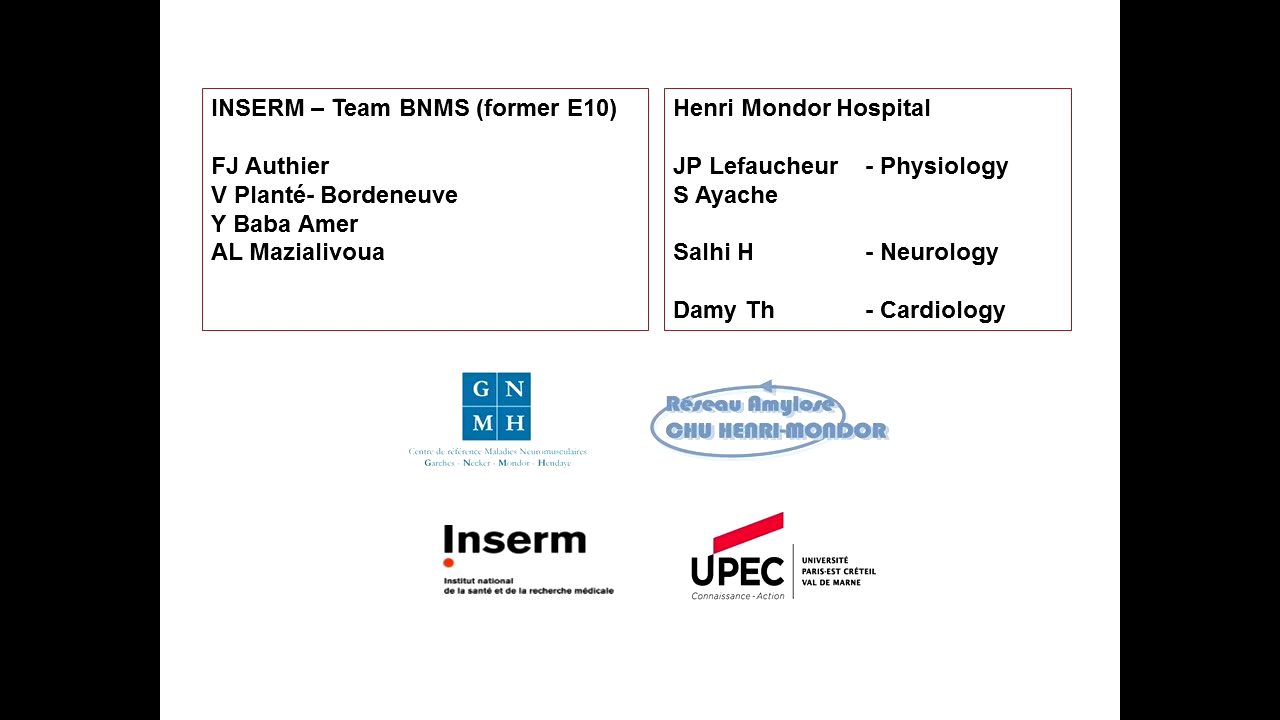 INSERM – Team BNMS (former E10)
FJ Authier
V Planté- Bordeneuve
Y Baba Amer
AL Mazialivoua
Henri Mondor Hospital
JP Lefaucheur - Physiology
S Ayache
Salhi H - Neurology
Damy Th - Cardiology
G N
M H
Centre de référence Maladies Neuromusculaires
Garches - Necker - Mondor - Hendaye
Réseau Amylose
CHU HENRI-MONDOR
Inserm
Institut national
de la santé et de la recherche médicale
UPEC
Connaissance - Action
UNIVERSITÉ
PARIS-EST CRÉTEIL
VAL DE MARNE